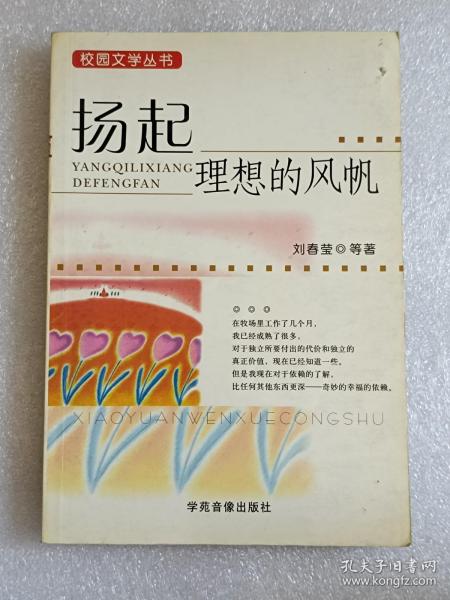 校园文学丛书
扬起
YANGQILIXIANG
DEFENGFAN
理想的风帆
刘春莹◎等著
◎ ◎ ◎
在牧场里工作了几个月，
我已经成熟了很多，
对于独立所要付出的代价和独立的
真正价值，现在已经知道一些。
但是我现在对于依赖的了解，
比任何其他东西更深——奇妙的幸福的依赖。
XIAOYUANWENXUECONGSHU
学苑音像出版社
孔夫子旧书网
www.kongfz.com